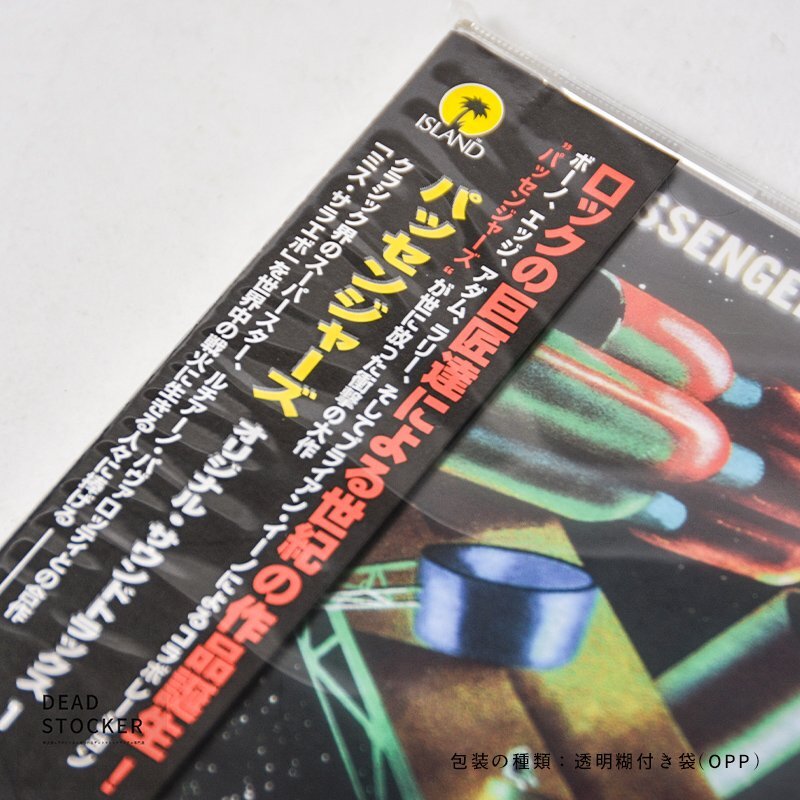 ISLAND
ロックの巨匠達による世紀の作品誕生！
ボーノ、エッジ、アダム、ラリー、そしてブライアン・イーノによるコラボレーション
"パッセンジャーズ"が世に放った衝撃の大作
パッセンジャーズ
オリジナル・サウンドトラックス 1
クラシック界のスーパースター、ルチアーノ・パヴァロッティとの名作
「ミス・サラエボ」を世界中の戦火に生きる人々に捧げる——
SSENGE
DEAD
STOCKER
包装の種類：透明糊付き袋(OPP)